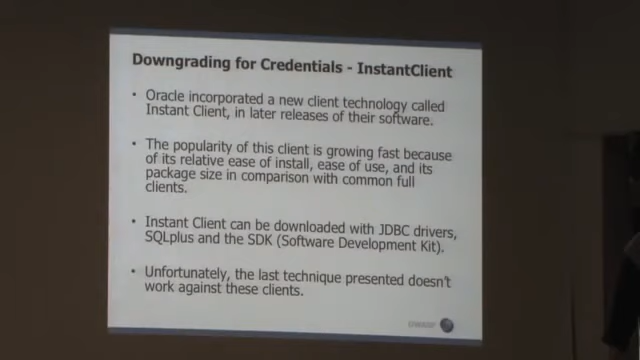 Downgrading for Credentials - InstantClient
• Oracle incorporated a new client technology called
Instant Client, in later releases of their software.
• The popularity of this client is growing fast because
of its relative ease of install, ease of use, and its
package size in comparison with common full
clients.
• Instant Client can be downloaded with JDBC drivers,
SQLplus and the SDK (Software Development Kit).
• Unfortunately, the last technique presented doesn't
work against these clients.